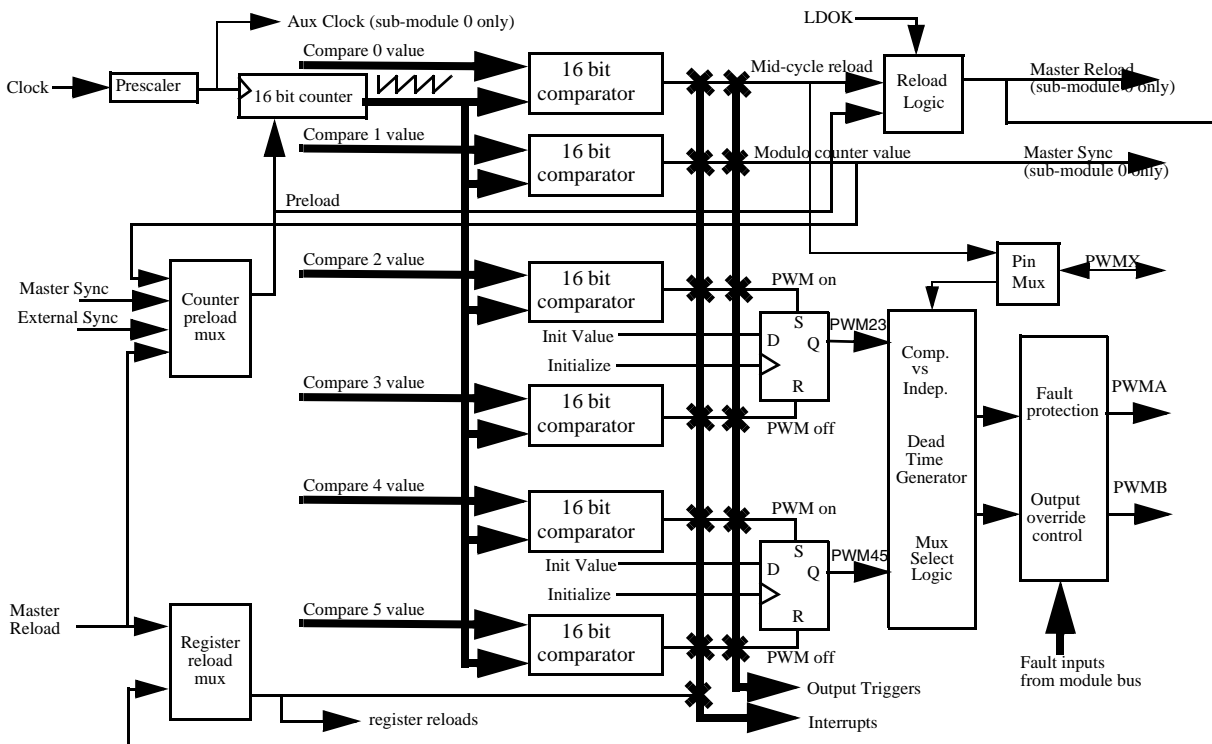 Aux Clock (sub-module 0 only)
LDOK
Compare 0 value
Clock
Prescaler
16 bit counter
16 bit
comparator
Mid-cycle reload
Reload
Logic
Master Reload
(sub-module 0 only)
Compare 1 value
16 bit
comparator
Modulo counter value
Master Sync
(sub-module 0 only)
Preload
Compare 2 value
16 bit
comparator
PWM on
Pin
Mux
PWMX
Master Sync
External Sync
Counter
preload
mux
Init Value
Initialize
S
D
Q
R
PWM23
Comp.
vs
Indep.
Dead
Time
Generator
Mux
Select
Logic
Fault
protection
Output
override
control
PWMA
PWMB
Compare 3 value
16 bit
comparator
PWM off
Compare 4 value
16 bit
comparator
PWM on
Init Value
Initialize
S
D
Q
R
PWM45
Master
Reload
Register
reload
mux
Compare 5 value
16 bit
comparator
PWM off
Fault inputs
from module bus
Output Triggers
register reloads
Interrupts